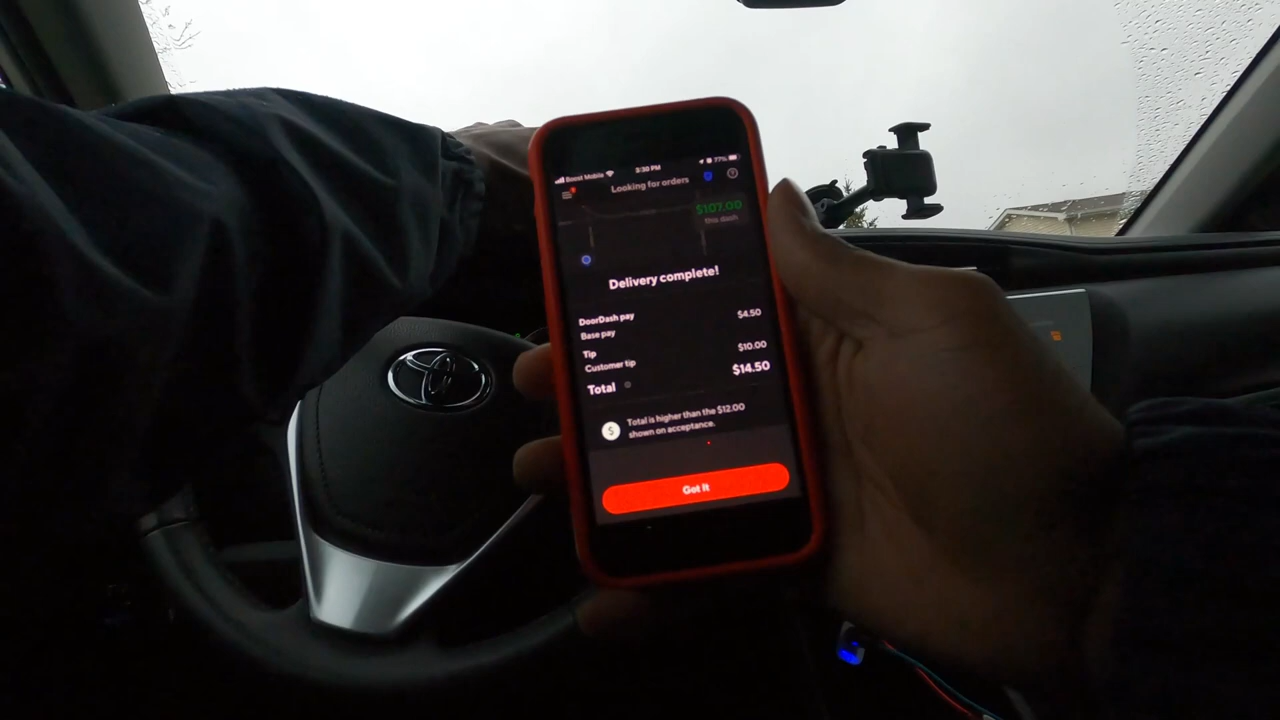 Boost Mobile 3:30 PM 77%
Looking for orders
$107.00
this dash
Delivery complete!
DoorDash pay
Base pay $4.50
Tip
Customer tip $10.00
Total $14.50
$ Total is higher than the $12.00
shown on acceptance.
Got it